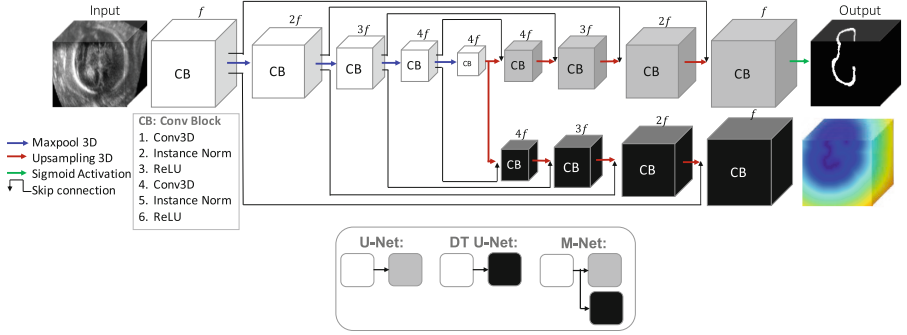 Input
f
2f
3f
4f
4f
4f
3f
2f
f
Output
CB
CB
CB
CB
CB
CB
CB
CB
CB
Maxpool 3D
Upsampling 3D
Sigmoid Activation
Skip connection
CB: Conv Block
1. Conv3D
2. Instance Norm
3. ReLU
4. Conv3D
5. Instance Norm
6. ReLU
4f
3f
2f
f
CB
CB
CB
CB
U-Net:
DT U-Net:
M-Net: